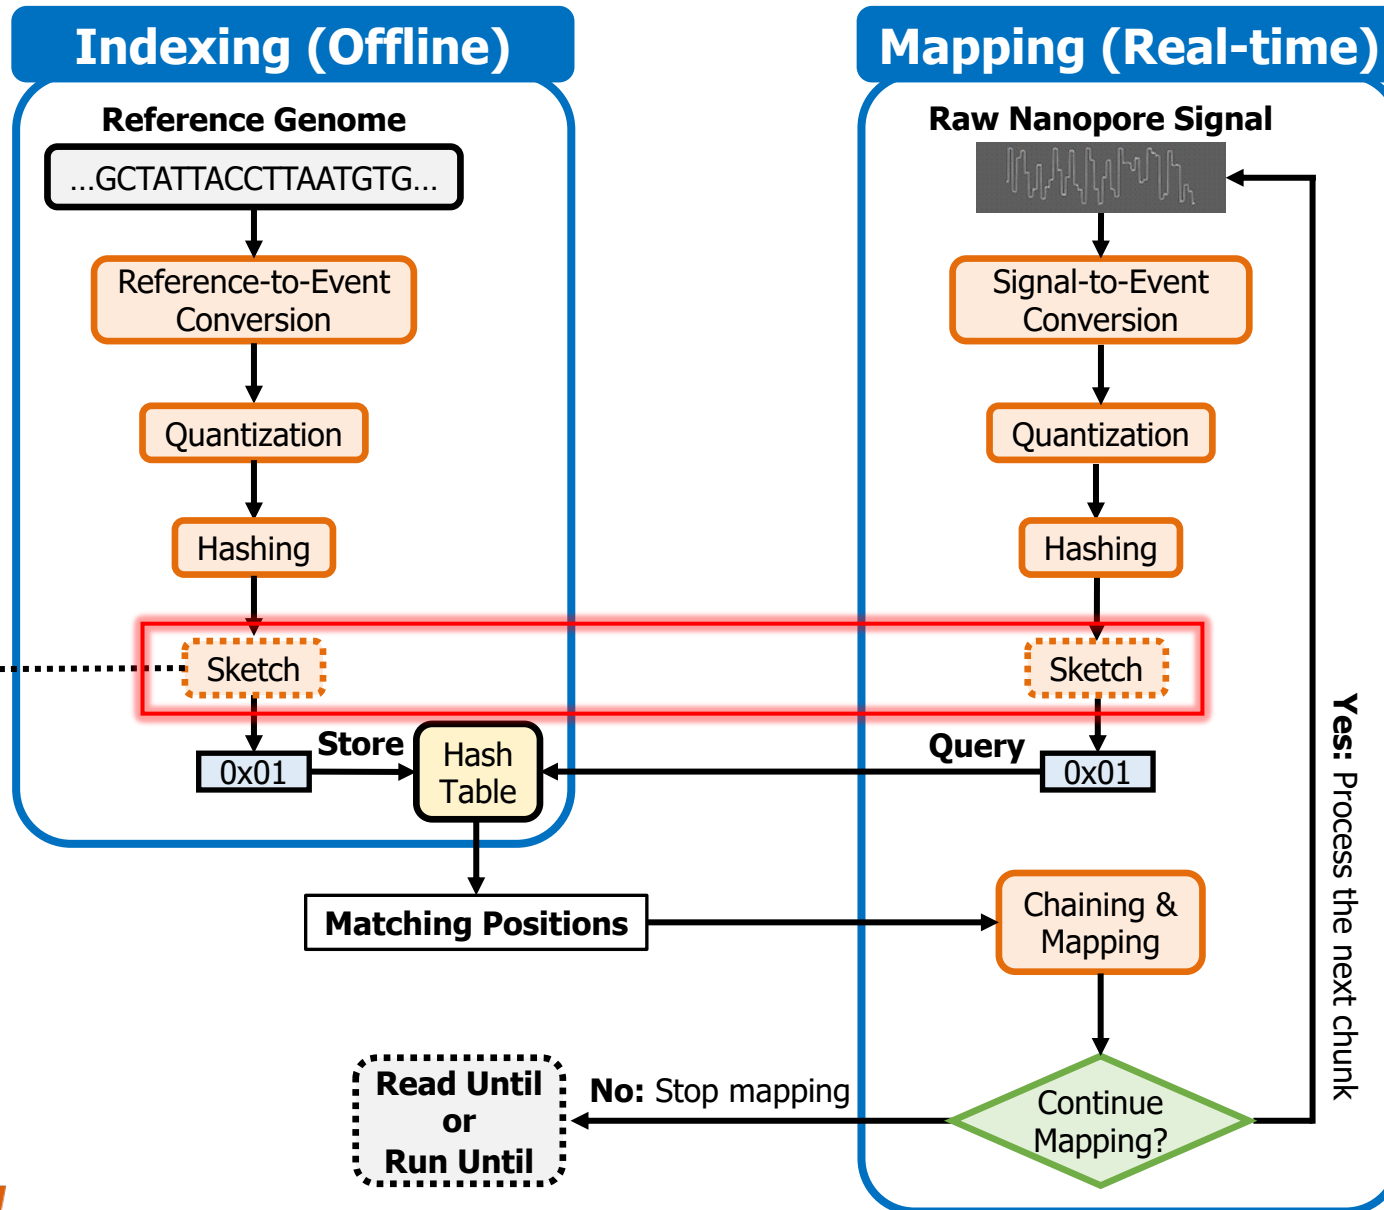 Indexing (Offline)
Reference Genome
...GCTATTACCTTAATGTG...
Reference-to-Event
Conversion
Quantization
Hashing
Sketch
0x01
Store
Hash
Table
Matching Positions
Mapping (Real-time)
Raw Nanopore Signal
Signal-to-Event
Conversion
Quantization
Hashing
Sketch
0x01
Query
Chaining &
Mapping
Continue
Mapping?
Yes: Process the next chunk
No: Stop mapping
Read Until
or
Run Until